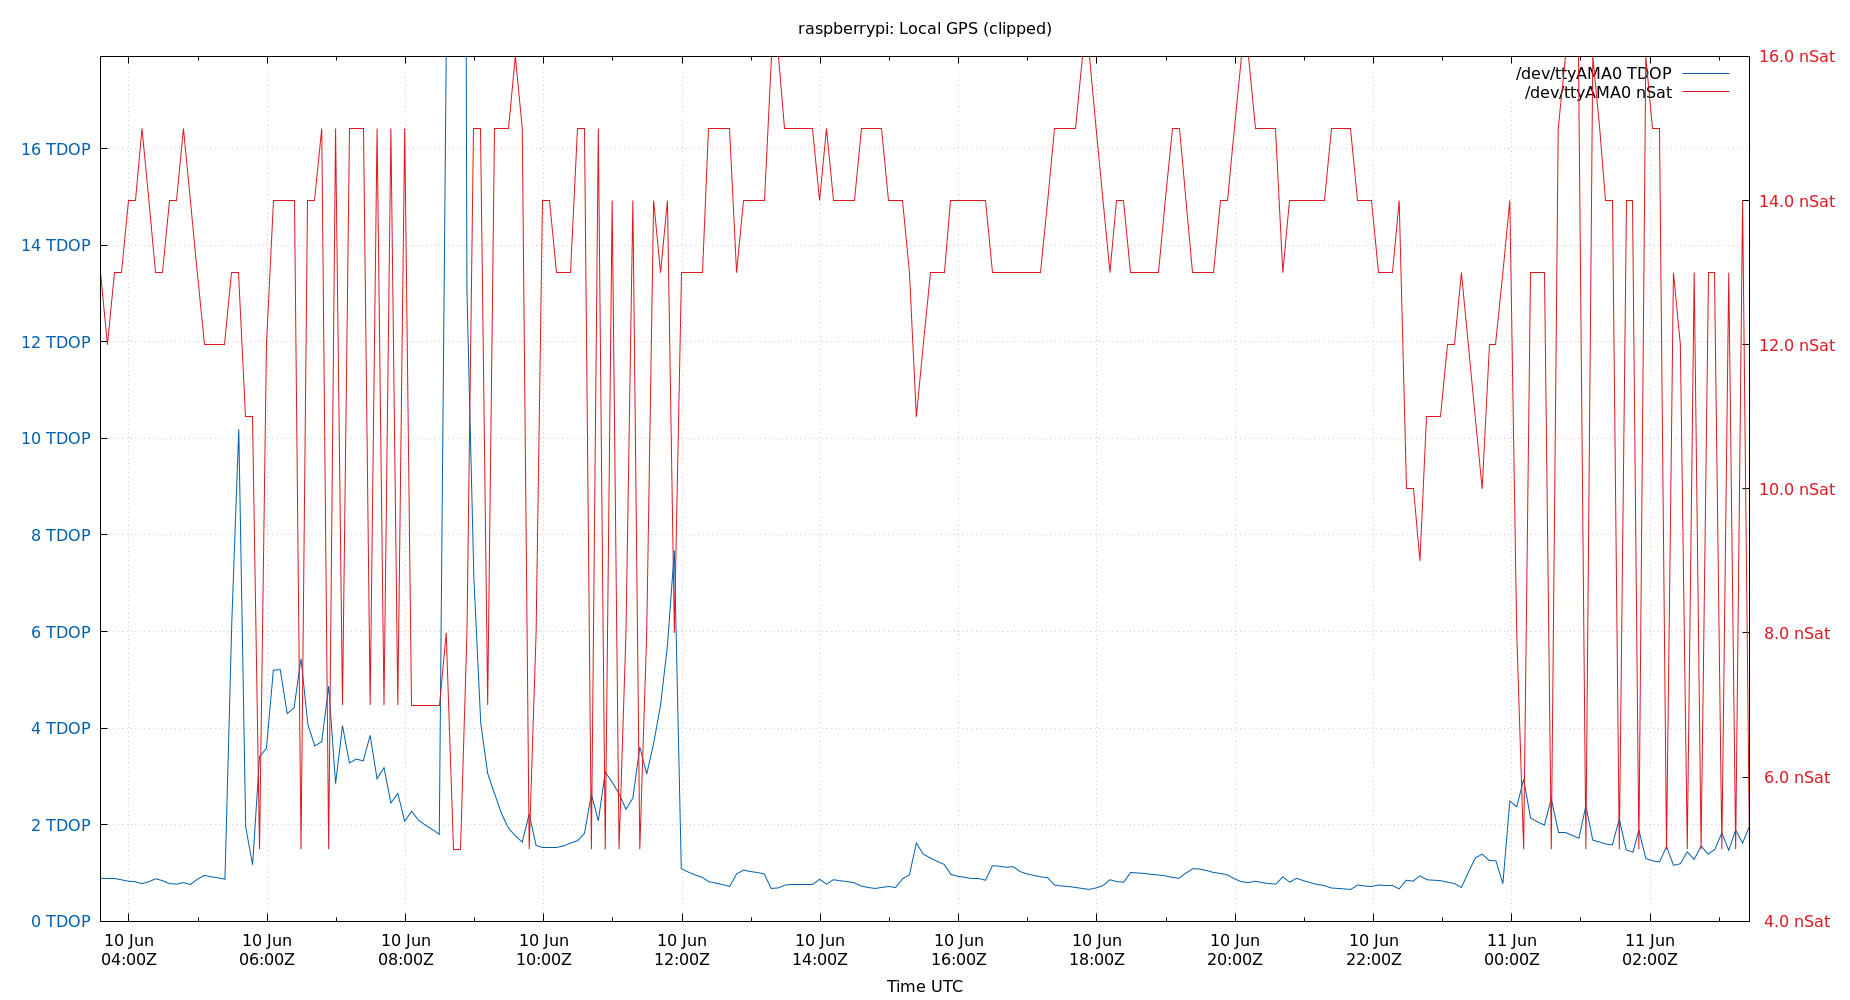 raspberrypi: Local GPS (clipped)
/dev/ttyAMA0 TDOP
/dev/ttyAMA0 nSat
16 TDOP
14 TDOP
12 TDOP
10 TDOP
8 TDOP
6 TDOP
4 TDOP
2 TDOP
0 TDOP
16.0 nSat
14.0 nSat
12.0 nSat
10.0 nSat
8.0 nSat
6.0 nSat
4.0 nSat
10 Jun
04:00Z
10 Jun
06:00Z
10 Jun
08:00Z
10 Jun
10:00Z
10 Jun
12:00Z
10 Jun
14:00Z
10 Jun
16:00Z
10 Jun
18:00Z
10 Jun
20:00Z
10 Jun
22:00Z
11 Jun
00:00Z
11 Jun
02:00Z
Time UTC